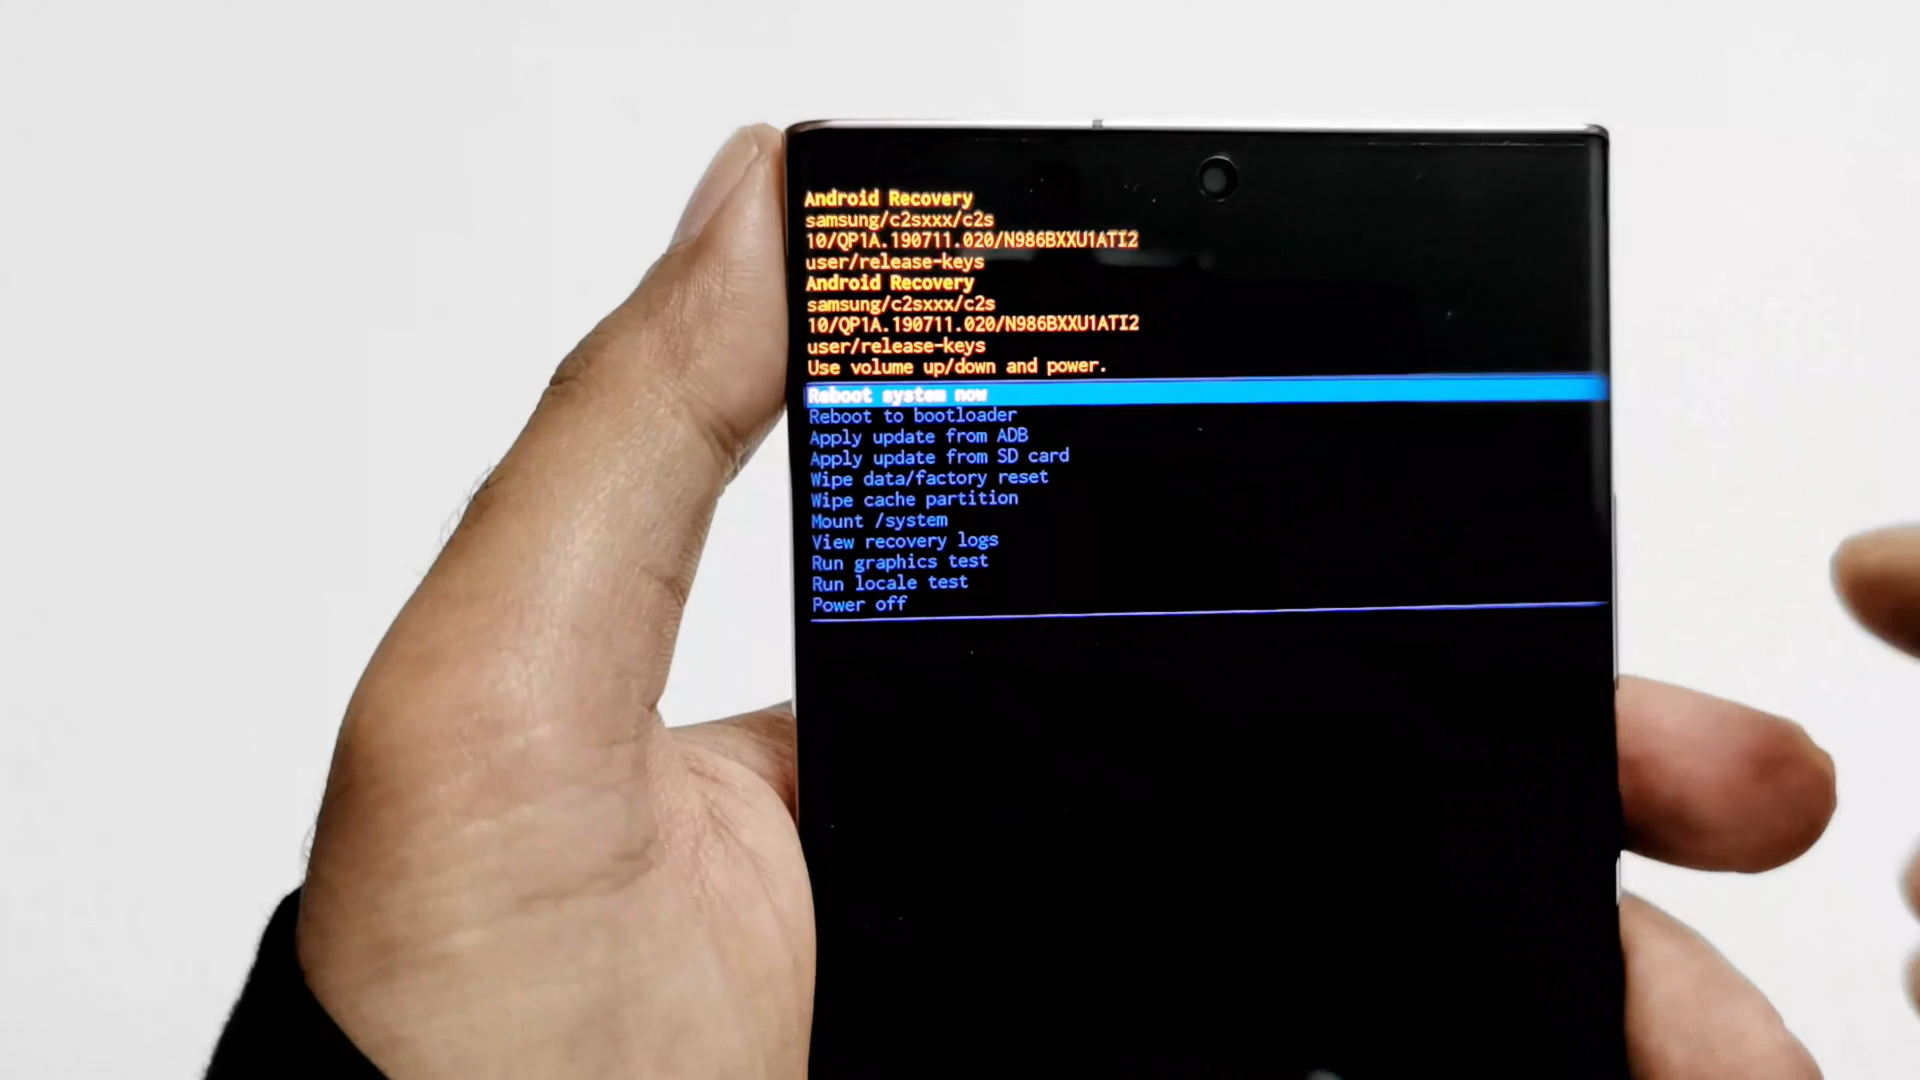 Android Recovery
samsung/c2sxxx/c2s
10/QP1A.190711.020/N986BXXU1ATI2
user/release-keys
Android Recovery
samsung/c2sxxx/c2s
10/QP1A.190711.020/N986BXXU1ATI2
user/release-keys
Use volume up/down and power.
Reboot system now
Reboot to bootloader
Apply update from ADB
Apply update from SD card
Wipe data/factory reset
Wipe cache partition
Mount /system
View recovery logs
Run graphics test
Run locale test
Power off